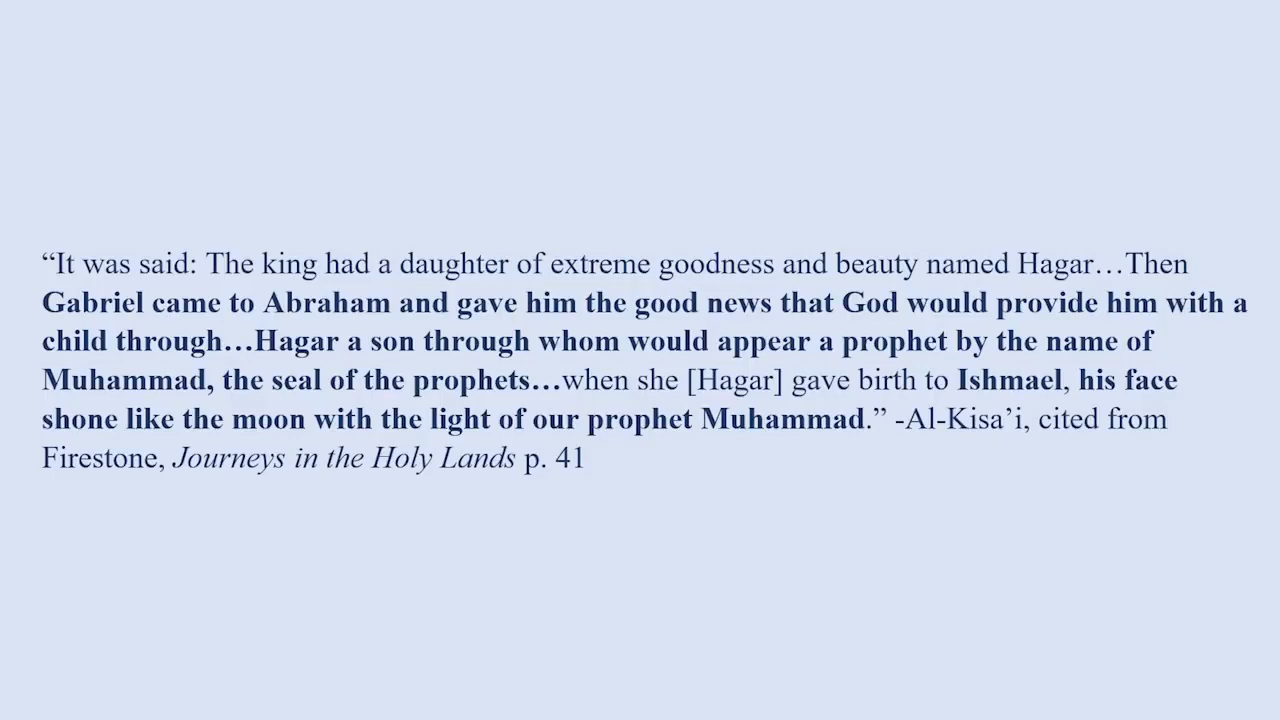 “It was said: The king had a daughter of extreme goodness and beauty named Hagar…Then
Gabriel came to Abraham and gave him the good news that God would provide him with a
child through…Hagar a son through whom would appear a prophet by the name of
Muhammad, the seal of the prophets…when she [Hagar] gave birth to Ishmael, his face
shone like the moon with the light of our prophet Muhammad.” -Al-Kisa’i, cited from
Firestone, Journeys in the Holy Lands p. 41